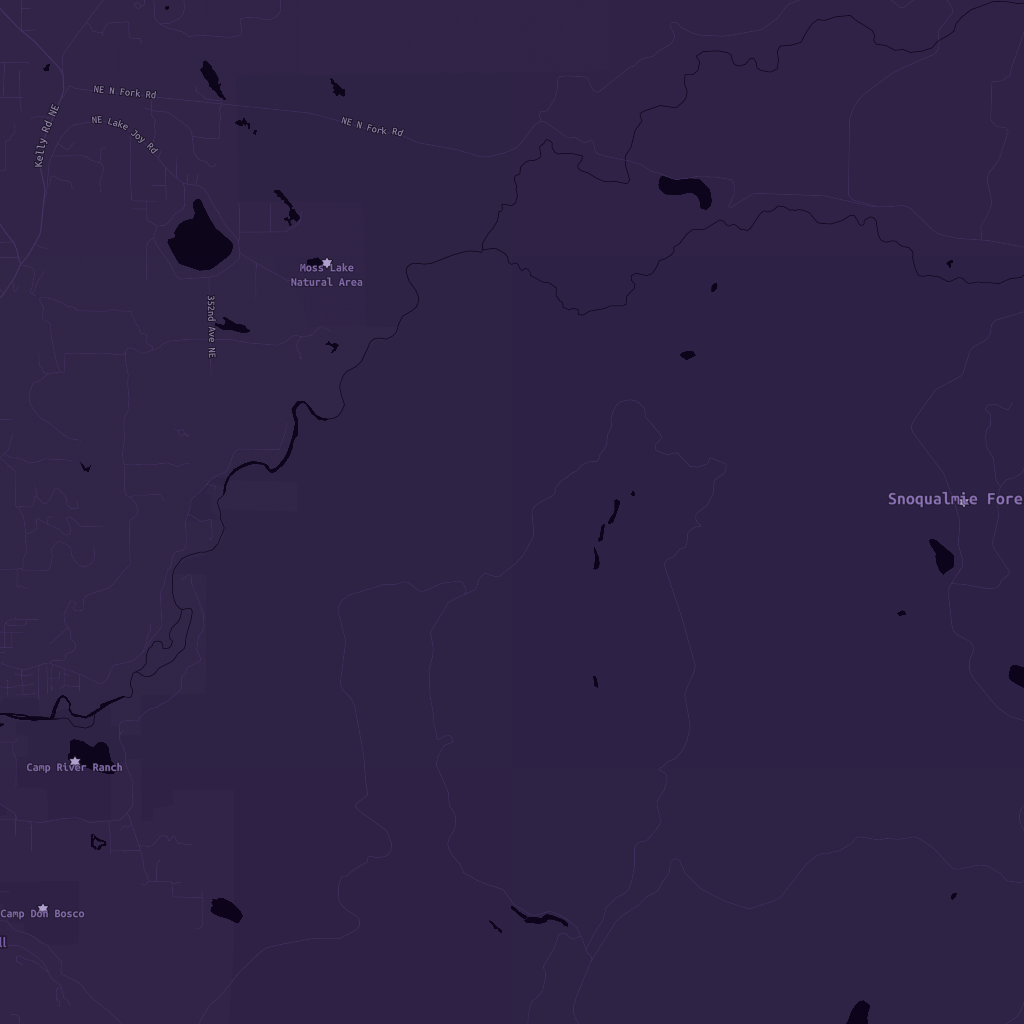 NE N Fork Rd
NE Lake Joy Rd
NE N Fork Rd
Kelly Rd NE
Moss Lake
Natural Area
352nd Ave NE
Snoqualmie Fore
Camp River Ranch
Camp Don Bosco
ll